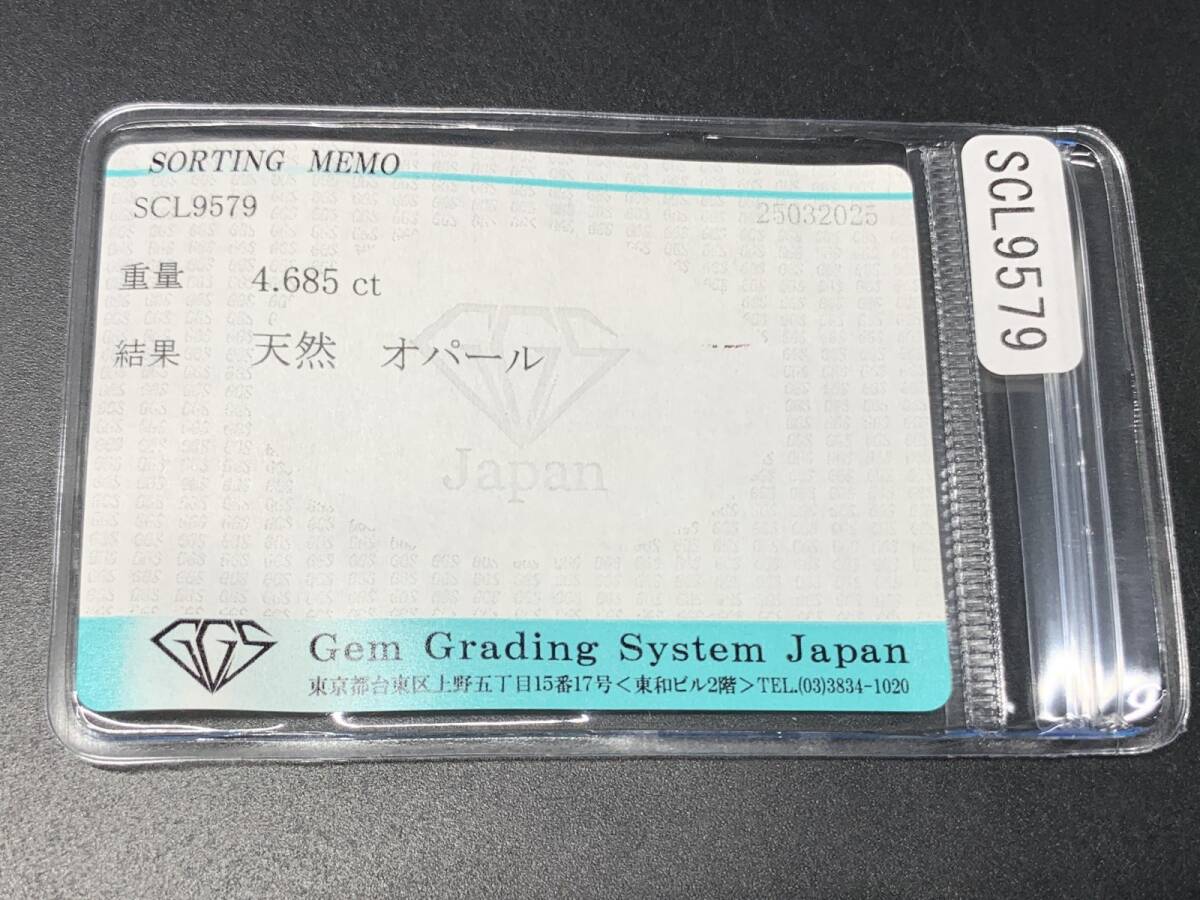 SORTING MEMO
SCL9579 25032025
重量 4.685 ct
結果 天然 オパール
GGS
Japan
GGS Gem Grading System Japan
東京都台東区上野五丁目15番17号＜東和ビル2階＞TEL.(03)3834-1020
SCL9579